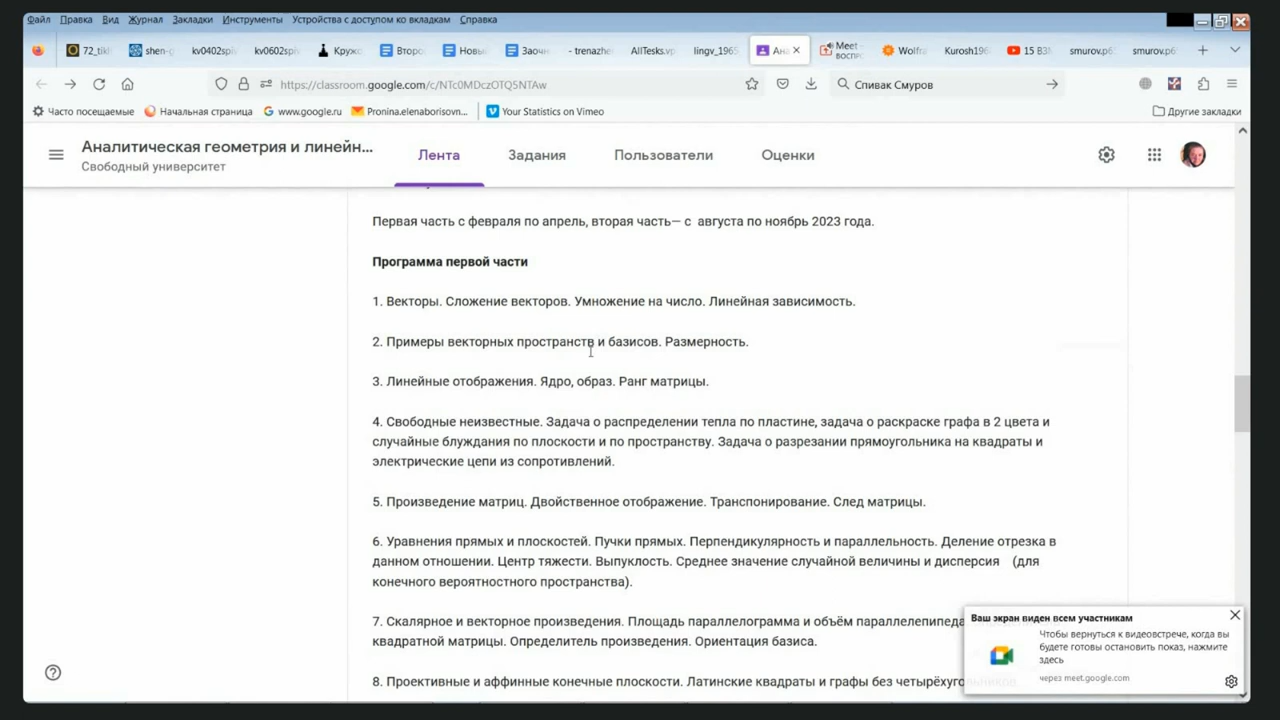 Файл Правка Вид Журнал Закладки Инструменты Устройства с доступом ко вкладкам Справка
72_tikl shen- kv0402spis kv0602spis Кружо Второ Новы Заочн - trenazhe AllTesks.vp lingv_1965 Ана Meet - Wolfra Kurosh196 15 ВЗМ smurov.p65 smurov.p65
воспр
https://classroom.google.com/c/NTc0MDczOTQ5NTAw
Спивак Смуров
Часто посещаемые Начальная страница www.google.ru Pronina.elenaborisovn... Your Statistics on Vimeo Другие закладки
Аналитическая геометрия и линейн...
Свободный университет
Лента Задания Пользователи Оценки
Первая часть с февраля по апрель, вторая часть— с августа по ноябрь 2023 года.
Программа первой части
1. Векторы. Сложение векторов. Умножение на число. Линейная зависимость.
2. Примеры векторных пространств и базисов. Размерность.
3. Линейные отображения. Ядро, образ. Ранг матрицы.
4. Свободные неизвестные. Задача о распределении тепла по пластине, задача о раскраске графа в 2 цвета и
случайные блуждания по плоскости и по пространству. Задача о разрезании прямоугольника на квадраты и
электрические цепи из сопротивлений.
5. Произведение матриц. Двойственное отображение. Транспонирование. След матрицы.
6. Уравнения прямых и плоскостей. Пучки прямых. Перпендикулярность и параллельность. Деление отрезка в
данном отношении. Центр тяжести. Выпуклость. Среднее значение случайной величины и дисперсия (для
конечного вероятностного пространства).
7. Скалярное и векторное произведения. Площадь параллелограмма и объём параллелепипеда
квадратной матрицы. Определитель произведения. Ориентация базиса.
8. Проективные и аффинные конечные плоскости. Латинские квадраты и графы без четырёхугольников.
Ваш экран виден всем участникам
Чтобы вернуться к видеовстрече, когда вы
будете готовы остановить показ, нажмите
здесь
через meet.google.com